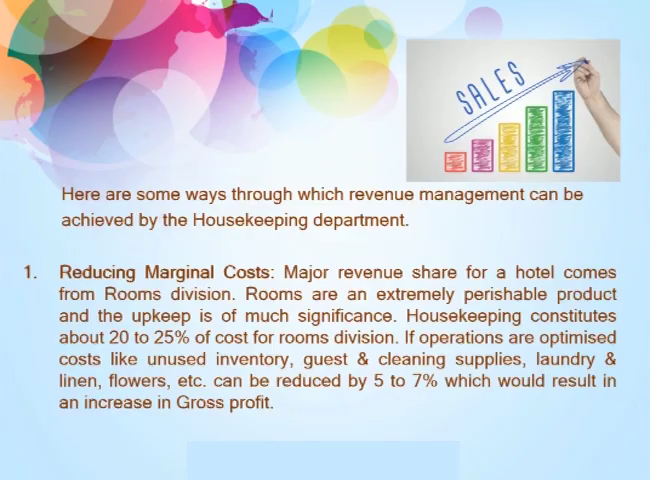 SALES
Here are some ways through which revenue management can be
achieved by the Housekeeping department.
1. Reducing Marginal Costs: Major revenue share for a hotel comes
from Rooms division. Rooms are an extremely perishable product
and the upkeep is of much significance. Housekeeping constitutes
about 20 to 25% of cost for rooms division. If operations are optimised
costs like unused inventory, guest & cleaning supplies, laundry &
linen, flowers, etc. can be reduced by 5 to 7% which would result in
an increase in Gross profit.